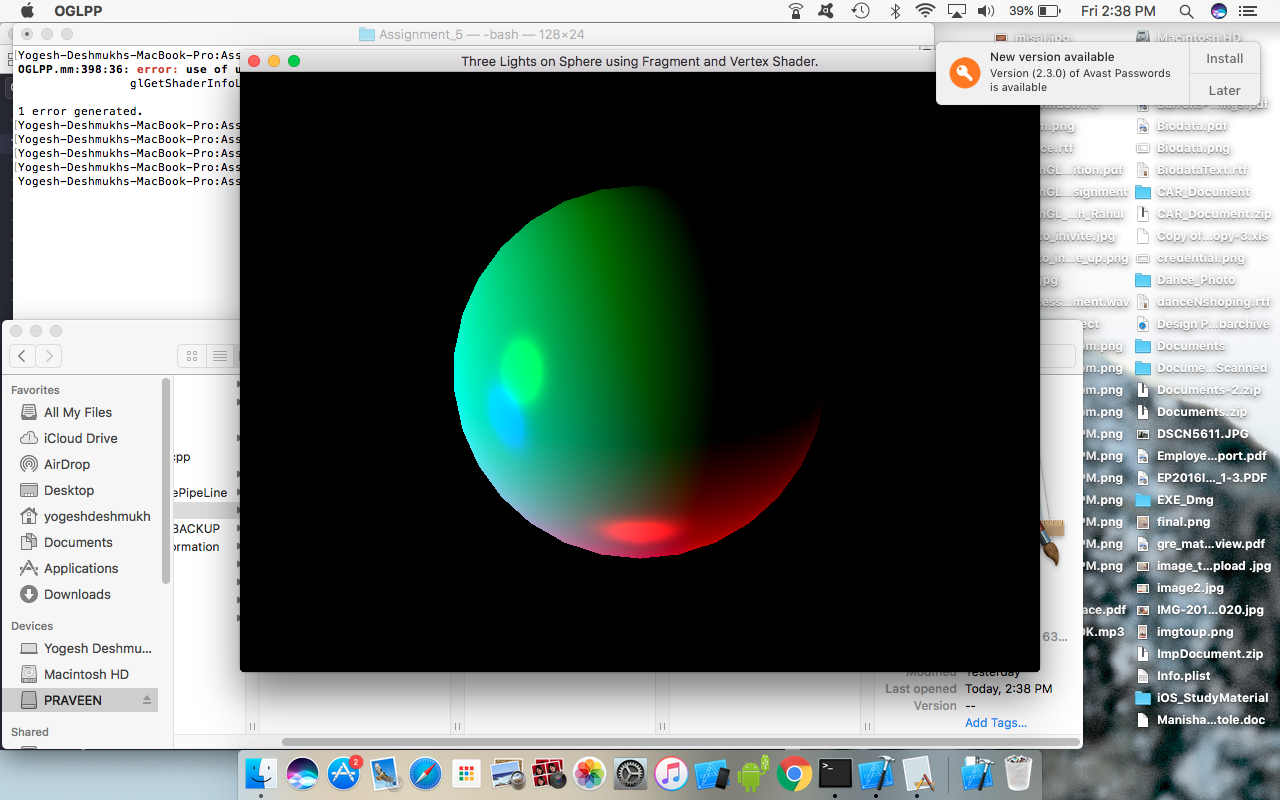 OGLPP
39%
Fri 2:38 PM
Assignment_5 — -bash — 128×24
Yogesh-Deshmukhs-MacBook-Pro:Ass
OGLPP.mm:398:36: error: use of u
glGetShaderInfoL
1 error generated.
Yogesh-Deshmukhs-MacBook-Pro:Ass
Yogesh-Deshmukhs-MacBook-Pro:Ass
Yogesh-Deshmukhs-MacBook-Pro:Ass
Yogesh-Deshmukhs-MacBook-Pro:Ass
Yogesh-Deshmukhs-MacBook-Pro:Ass
Three Lights on Sphere using Fragment and Vertex Shader.
New version available
Version (2.3.0) of Avast Passwords
is available
Install
Later
misal.jpg
Macintosh HD
Biodata.pdf
Biodata.png
BiodataText.rtf
CAR_Document
CAR_Document.zip
Copy of...opy-3.xls
credential.png
Dance_Photo
danceNshoping.rtf
Design P...barchive
Documents
Docume...Scanned
Documents-2.zip
Documents.zip
DSCN5611.JPG
Employe...port.pdf
EP2016I..._1-3.PDF
EXE_Dmg
final.png
gre_mat...view.pdf
image_t...pload .jpg
image2.jpg
IMG-201...020.jpg
imgtoup.png
ImpDocument.zip
Info.plist
iOS_StudyMaterial
Manisha...tole.doc
Favorites
All My Files
iCloud Drive
AirDrop
Desktop
yogeshdeshmukh
Documents
Applications
Downloads
Devices
Yogesh Deshmu...
Macintosh HD
PRAVEEN
Shared
cpp
ePipeLine
BACKUP
ormation
63...
Modified Yesterday
Last opened Today, 2:38 PM
Version --
Add Tags...
2